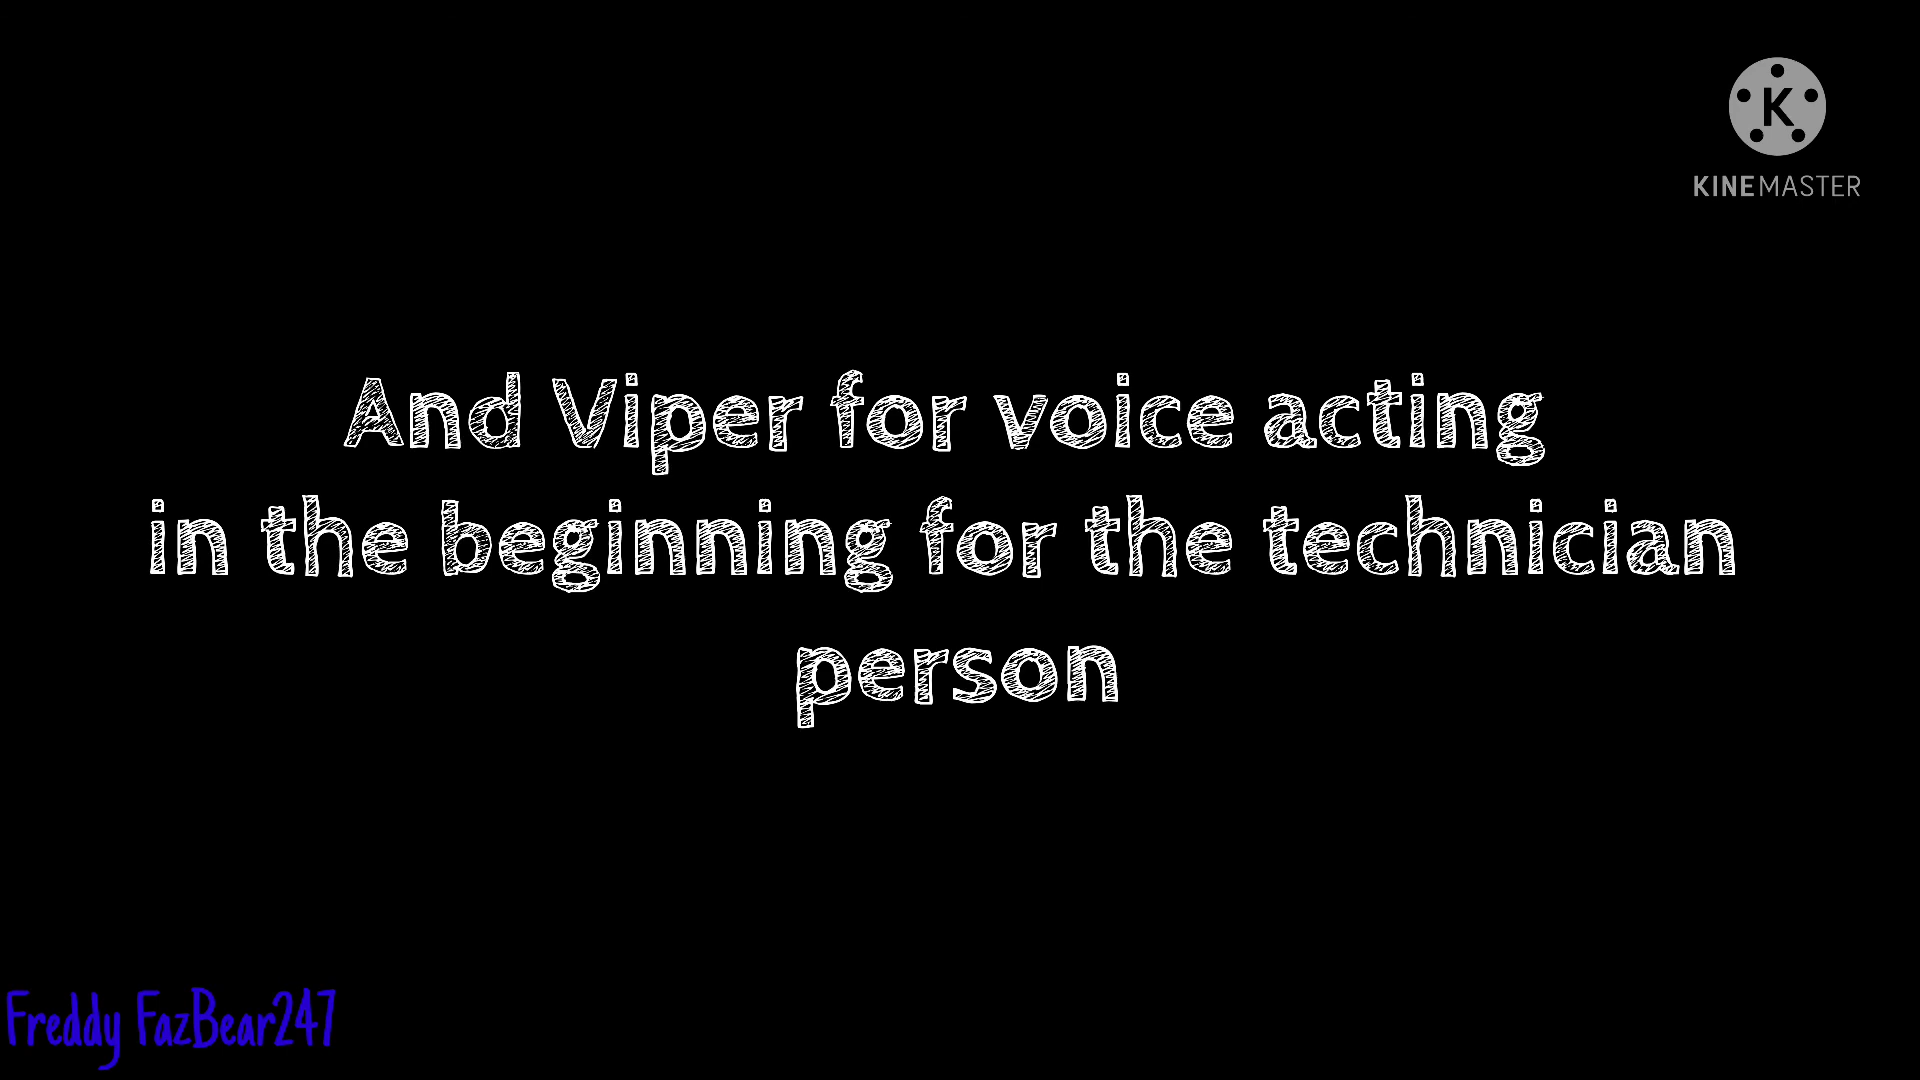 K
KINEMASTER
And Viper for voice acting
in the beginning for the technician
person
Freddy FazBear247